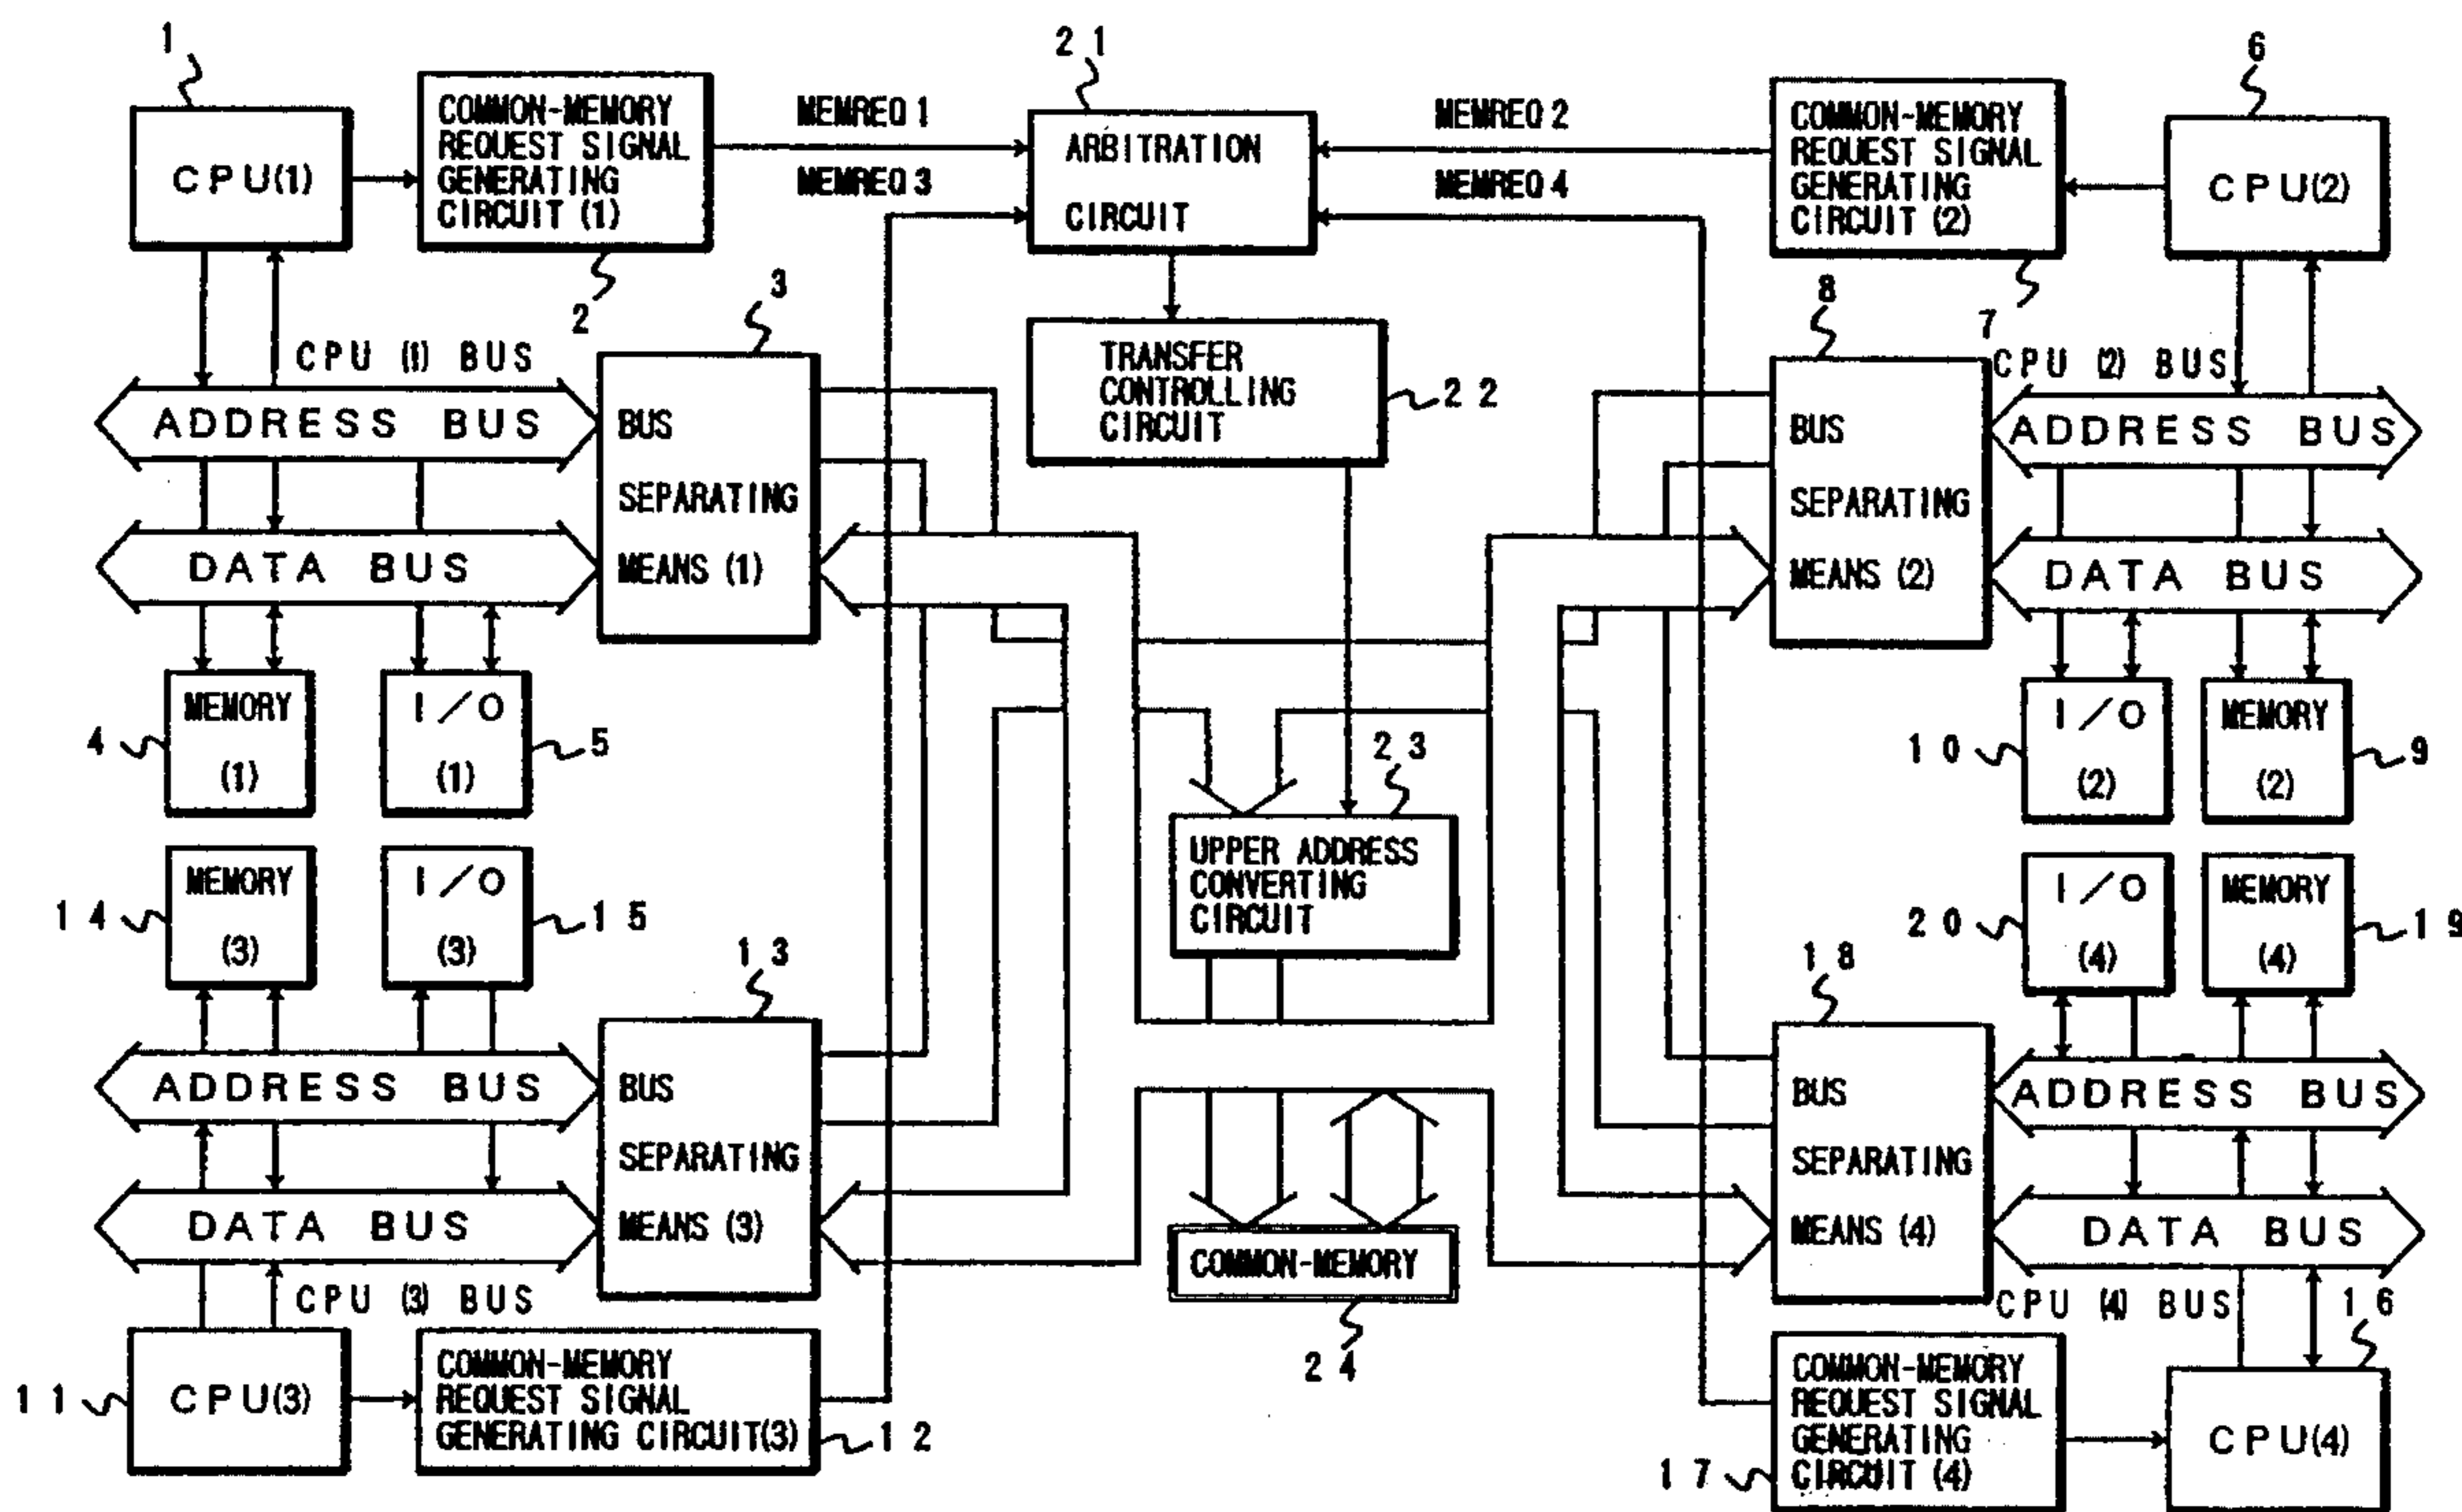 1
2 1
6
COMMON-MEMORY
REQUEST SIGNAL
GENERATING
CIRCUIT (1)
MEMREQ 1
MEMREQ 3
ARBITRATION
CIRCUIT
MEMREQ 2
MEMREQ 4
COMMON-MEMORY
REQUEST SIGNAL
GENERATING
CIRCUIT (2)
CPU(1)
CPU(2)
2
3
8
7
CPU (1) BUS
TRANSFER
CONTROLLING
CIRCUIT
2 2
CPU (2) BUS
ADDRESS BUS
DATA BUS
BUS
SEPARATING
MEANS (1)
BUS
SEPARATING
MEANS (2)
ADDRESS BUS
DATA BUS
4
MEMORY
(1)
I/O
(1)
5
2 3
1 0
I/O
(2)
MEMORY
(2)
9
UPPER ADDRESS
CONVERTING
CIRCUIT
1 4
MEMORY
(3)
I/O
(3)
1 5
2 0
I/O
(4)
MEMORY
(4)
1 9
1 3
1 8
ADDRESS BUS
DATA BUS
BUS
SEPARATING
MEANS (3)
COMMON-MEMORY
2 4
BUS
SEPARATING
MEANS (4)
ADDRESS BUS
DATA BUS
CPU (3) BUS
CPU (4) BUS
1 6
1 1
CPU(3)
COMMON-MEMORY
REQUEST SIGNAL
GENERATING CIRCUIT(3)
1 2
1 7
COMMON-MEMORY
REQUEST SIGNAL
GENERATING
CIRCUIT (4)
CPU(4)